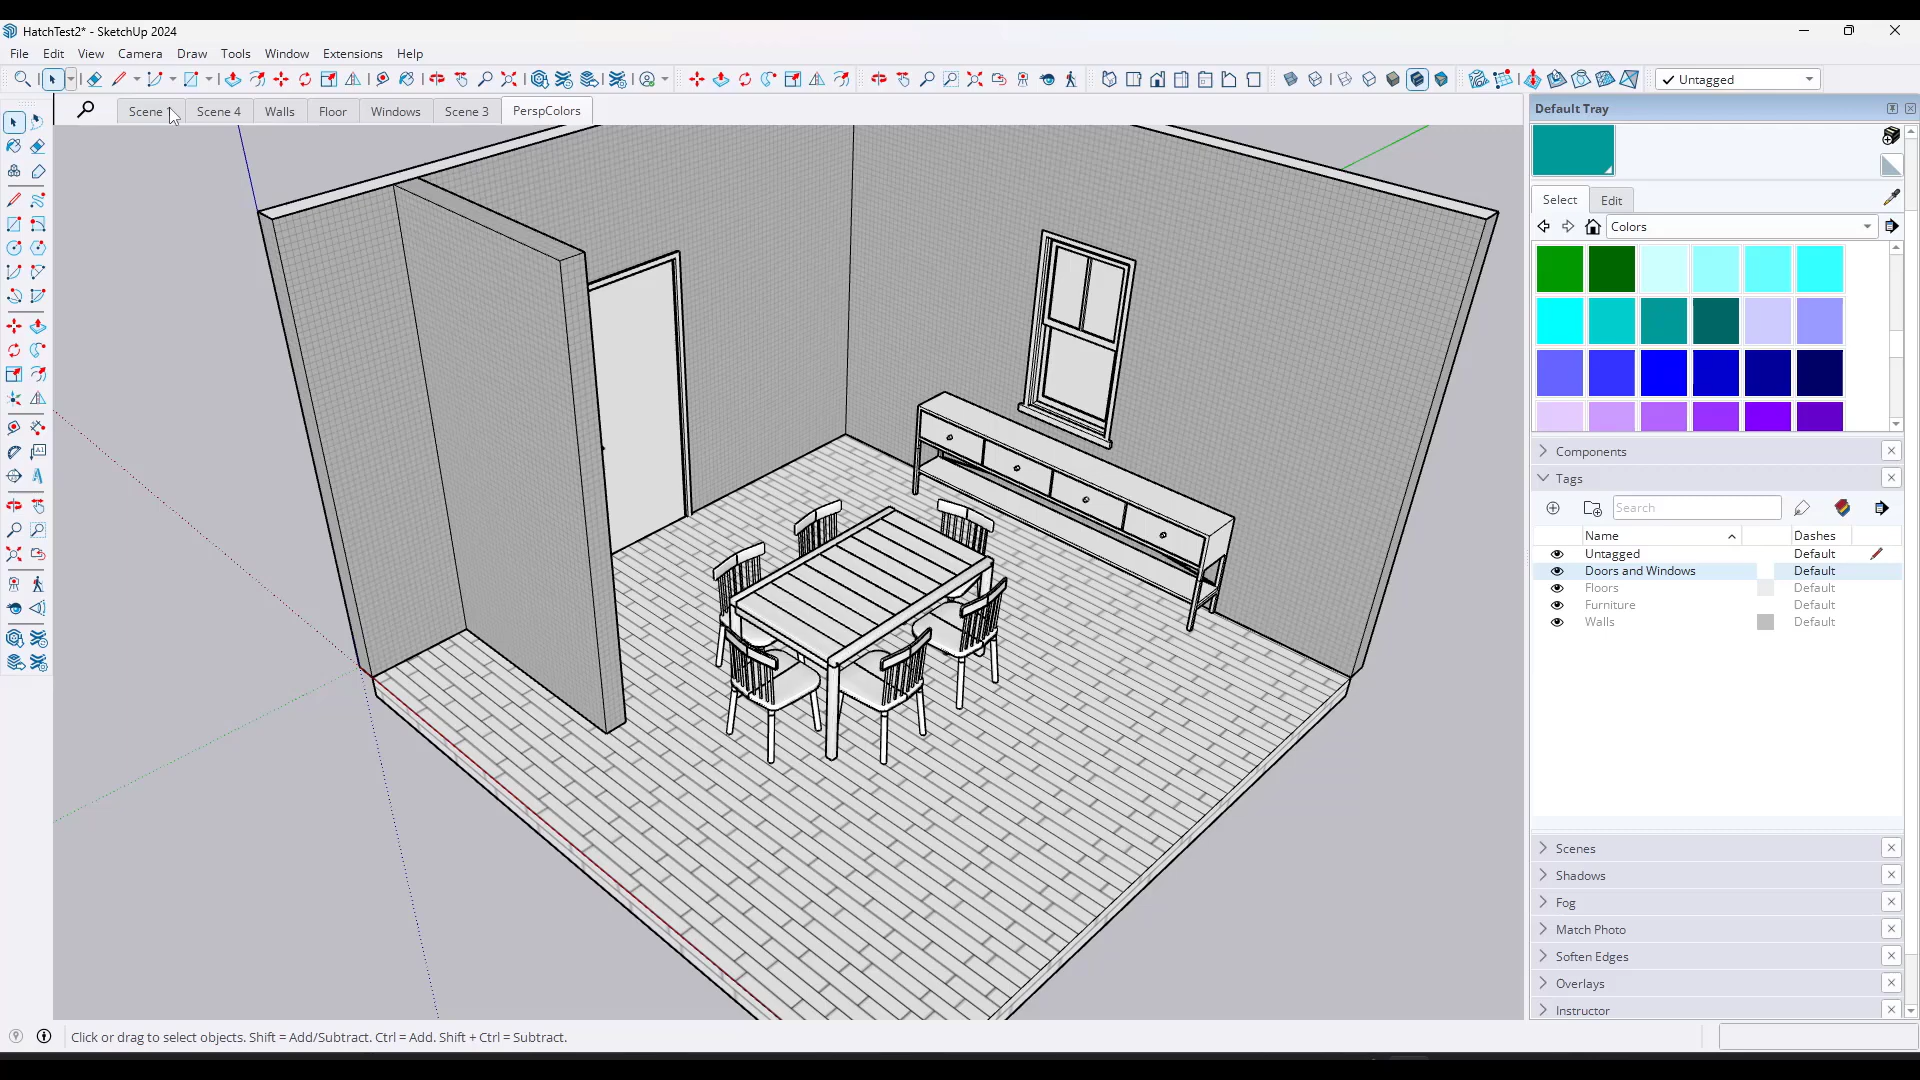 HatchTest2* - SketchUp 2024
File Edit View Camera Draw Tools Window Extensions Help
Untagged
Scene Scene 4 Walls Floor Windows Scene 3 PerspColors
Default Tray
Select Edit
Colors
Components
Tags
Search
Name Dashes
Untagged Default
Doors and Windows Default
Floors Default
Furniture Default
Walls Default
Scenes
Shadows
Fog
Match Photo
Soften Edges
Overlays
Instructor
Click or drag to select objects. Shift = Add/Subtract. Ctrl = Add. Shift + Ctrl = Subtract.